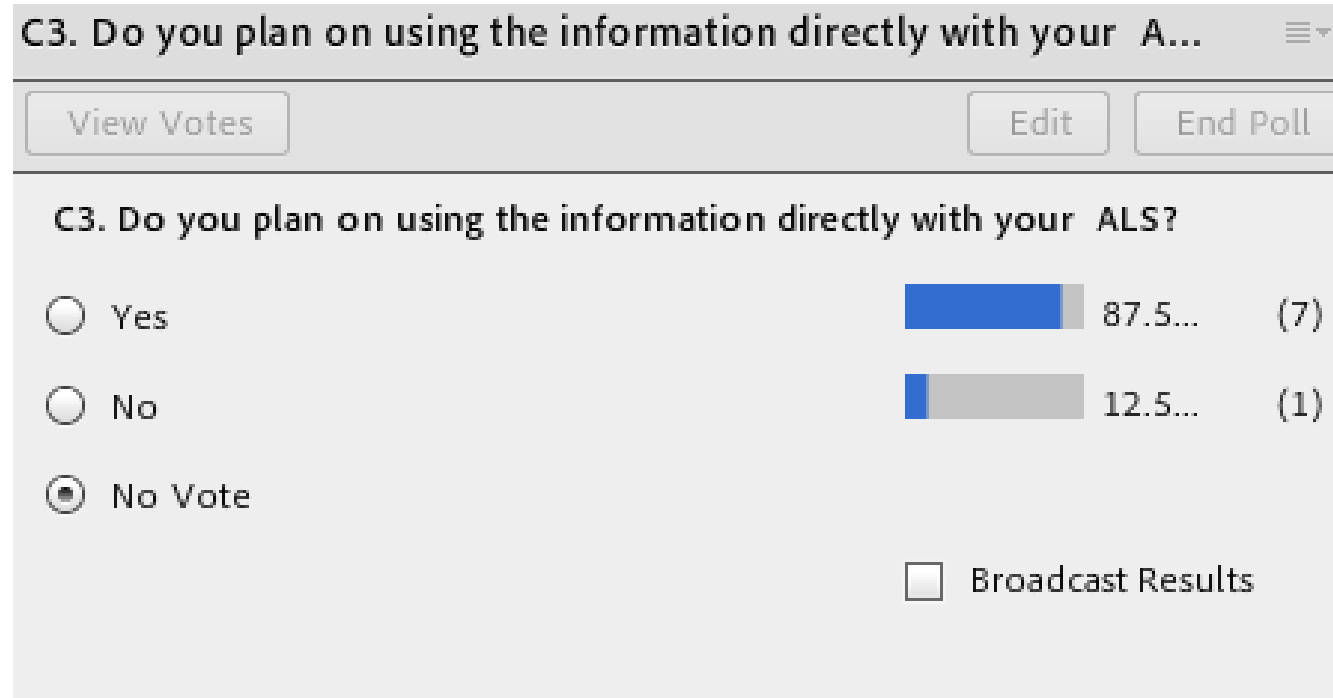 C3. Do you plan on using the information directly with your A...
View Votes Edit End Poll
C3. Do you plan on using the information directly with your ALS?
Yes 87.5... (7)
No 12.5... (1)
No Vote
Broadcast Results